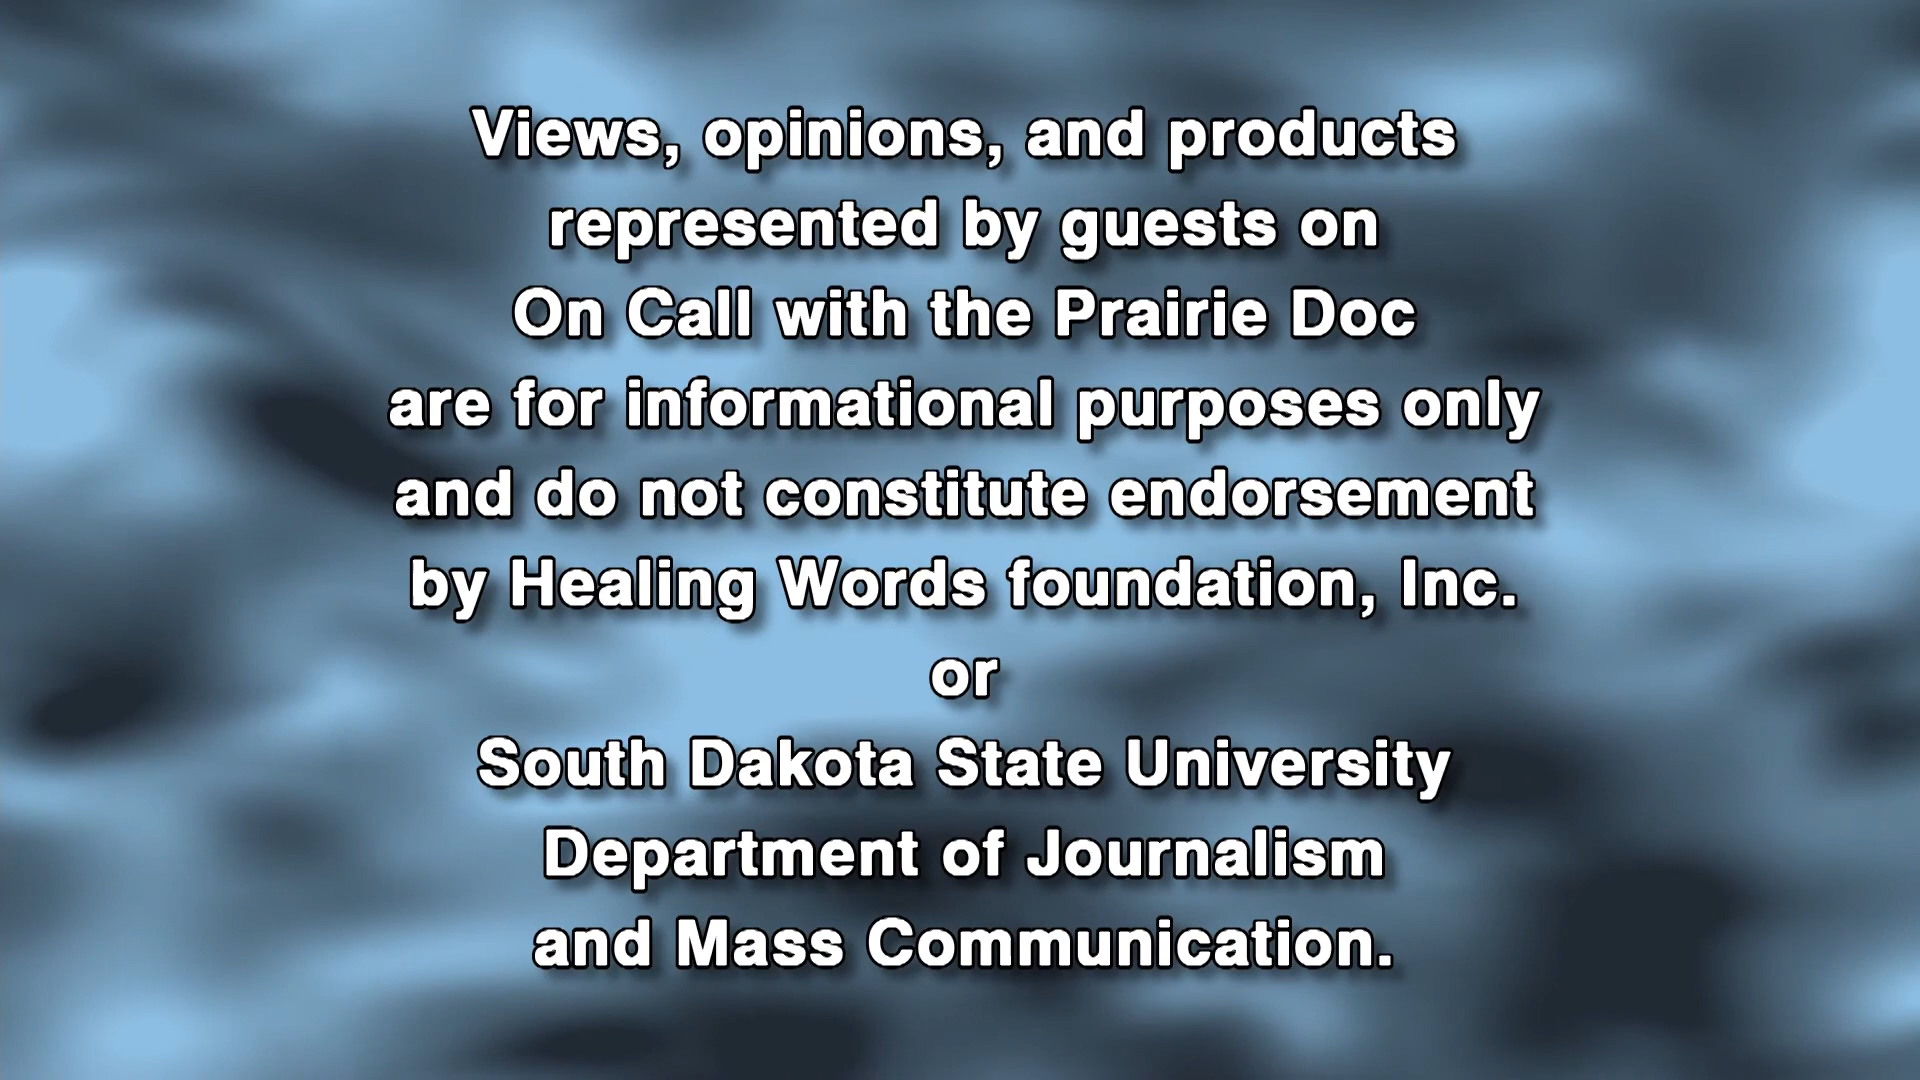 Views, opinions, and products
represented by guests on
On Call with the Prairie Doc
are for informational purposes only
and do not constitute endorsement
by Healing Words foundation, Inc.
or
South Dakota State University
Department of Journalism
and Mass Communication.